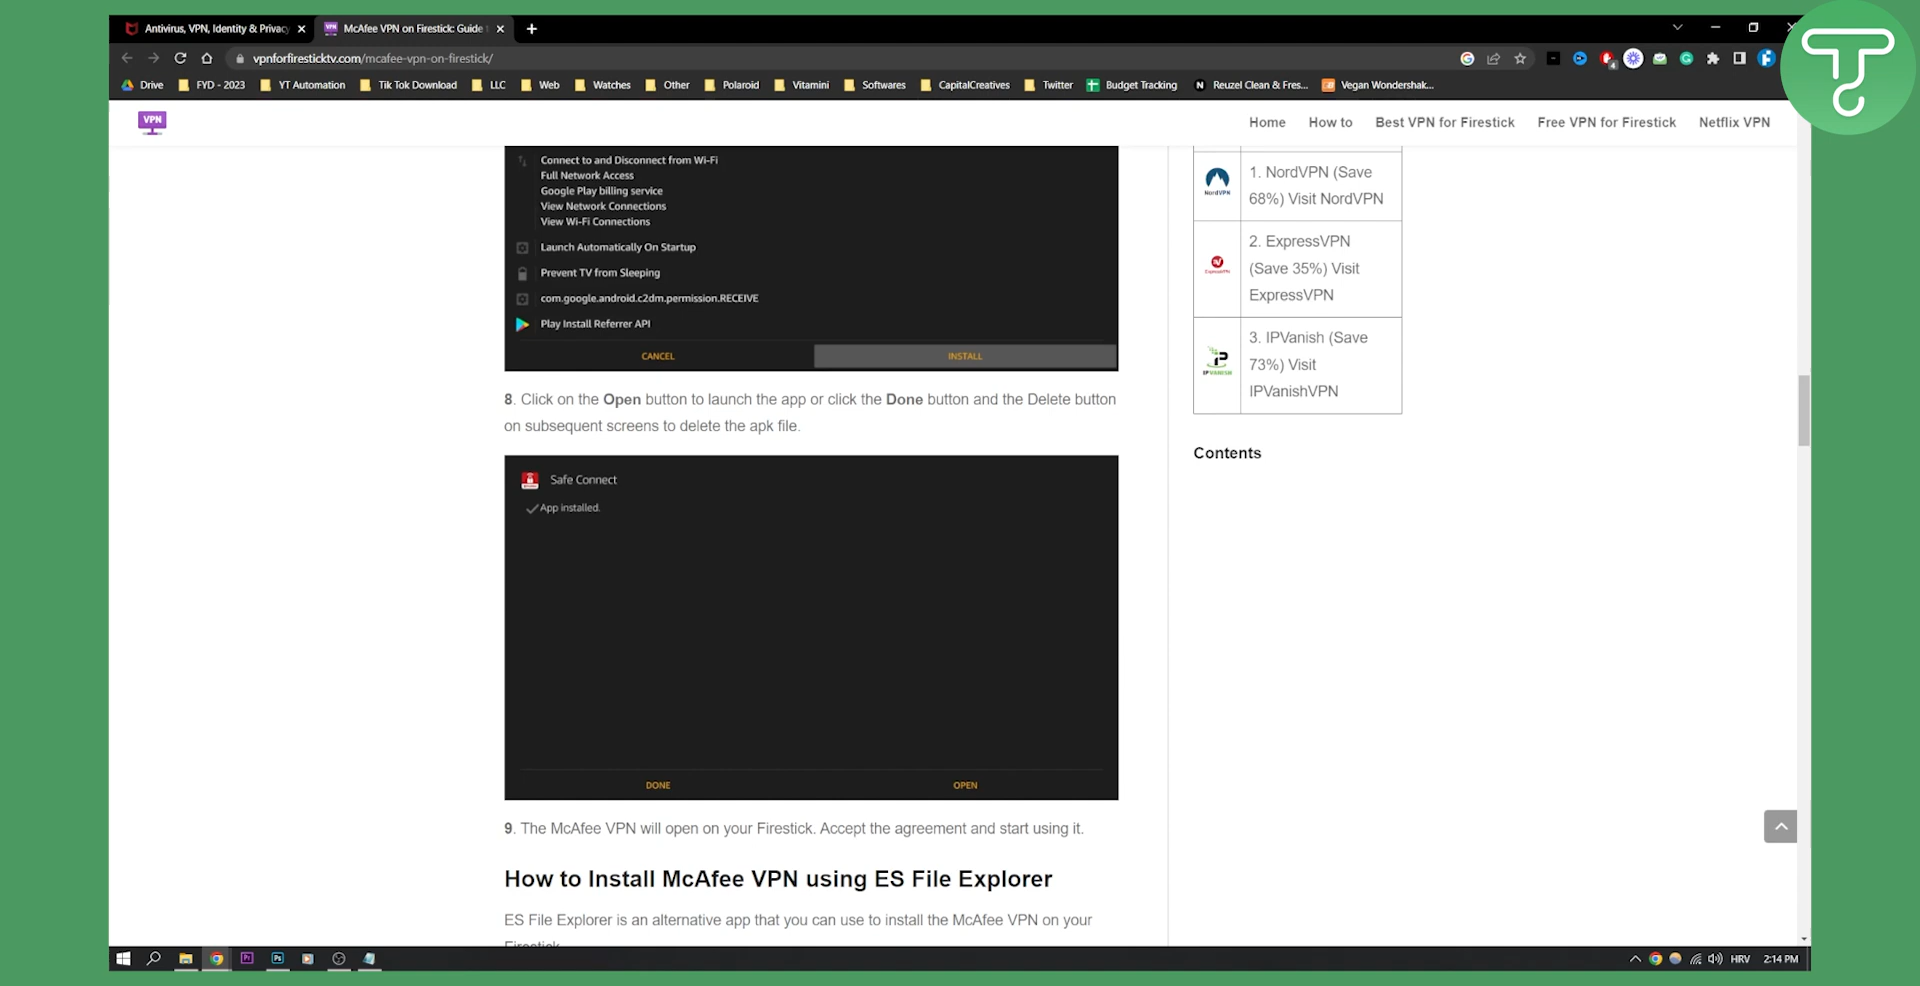 Antivirus, VPN, Identity & Privacy
McAfee VPN on Firestick: Guide
vpnforfiresticktv.com/mcafee-vpn-on-firestick/
Drive
FYD - 2023
YT Automation
Tik Tok Download
LLC
Web
Watches
Other
Polaroid
Vitamini
Softwares
CapitalCreatives
Twitter
Budget Tracking
Reuzel Clean & Fres...
Vegan Wondershak...
VPN
Home
How to
Best VPN for Firestick
Free VPN for Firestick
Netflix VPN
Connect to and Disconnect from Wi-Fi
Full Network Access
Google Play billing service
View Network Connections
View Wi-Fi Connections
Launch Automatically On Startup
Prevent TV from Sleeping
com.google.android.c2dm.permission.RECEIVE
Play Install Referrer API
CANCEL
INSTALL
8. Click on the Open button to launch the app or click the Done button and the Delete button
on subsequent screens to delete the apk file.
Safe Connect
App installed.
DONE
OPEN
9. The McAfee VPN will open on your Firestick. Accept the agreement and start using it.
How to Install McAfee VPN using ES File Explorer
ES File Explorer is an alternative app that you can use to install the McAfee VPN on your
Firestick
NordVPN
1. NordVPN (Save
68%) Visit NordVPN
ExpressVPN
2. ExpressVPN
(Save 35%) Visit
ExpressVPN
IPVANISH
3. IPVanish (Save
73%) Visit
IPVanishVPN
Contents
HRV
2:14 PM